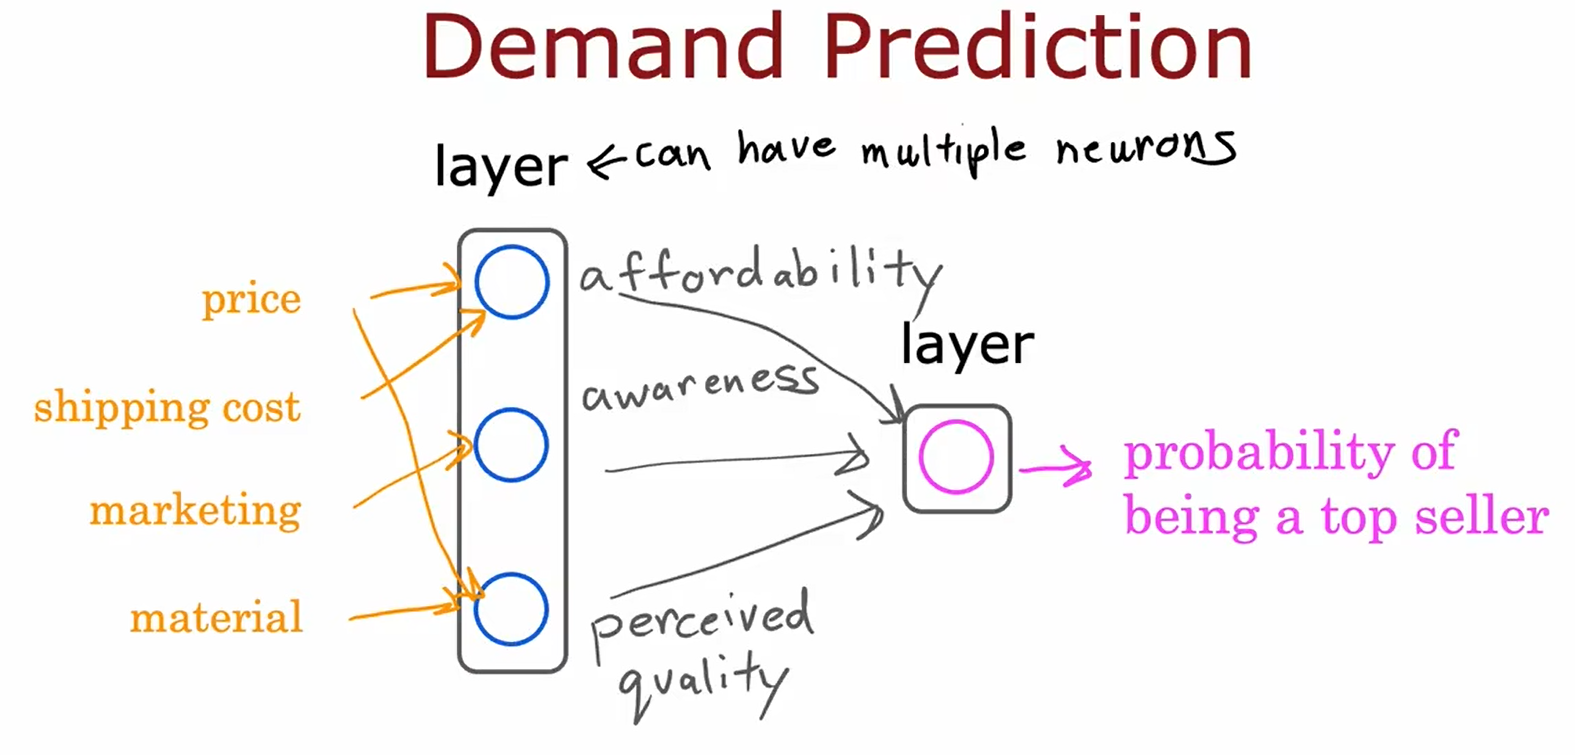 Demand Prediction
layer ← can have multiple neurons
price
shipping cost
marketing
material
affordability
awareness
perceived
quality
layer
probability of
being a top seller